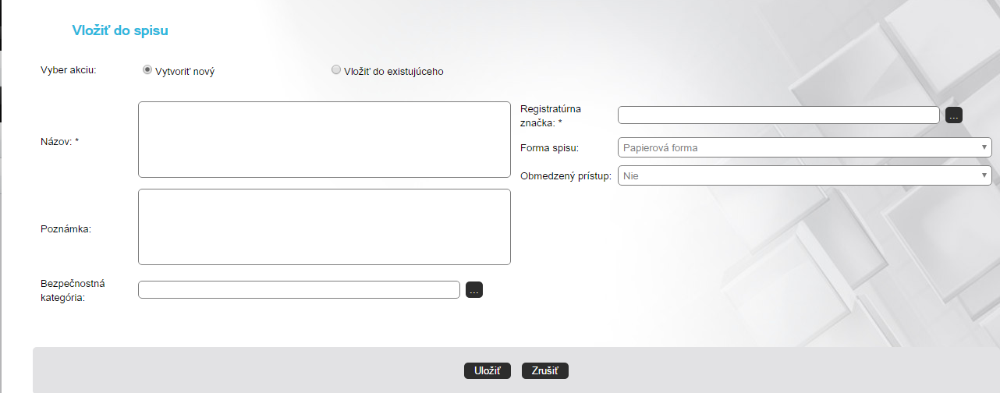 Vložiť do spisu
Vyber akciu:
Vytvoriť nový
Vložiť do existujúceho
Názov: *
Registratúrna
značka: *
...
Forma spisu:
Papierová forma
Obmedzený prístup:
Nie
Poznámka:
Bezpečnostná
kategória:
...
Uložiť
Zrušiť